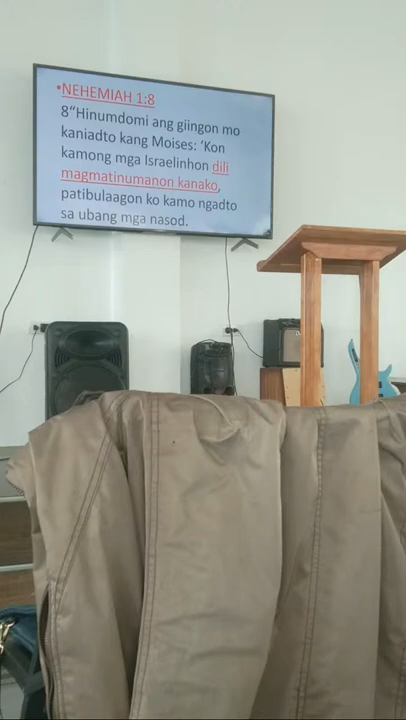 •NEHEMIAH 1:8
8“Hinumdomi ang giingon mo
kaniadto kang Moises: ‘Kon
kamong mga Israelinhon dili
magmatinumanon kanako,
patibulaagon ko kamo ngadto
sa ubang mga nasod.